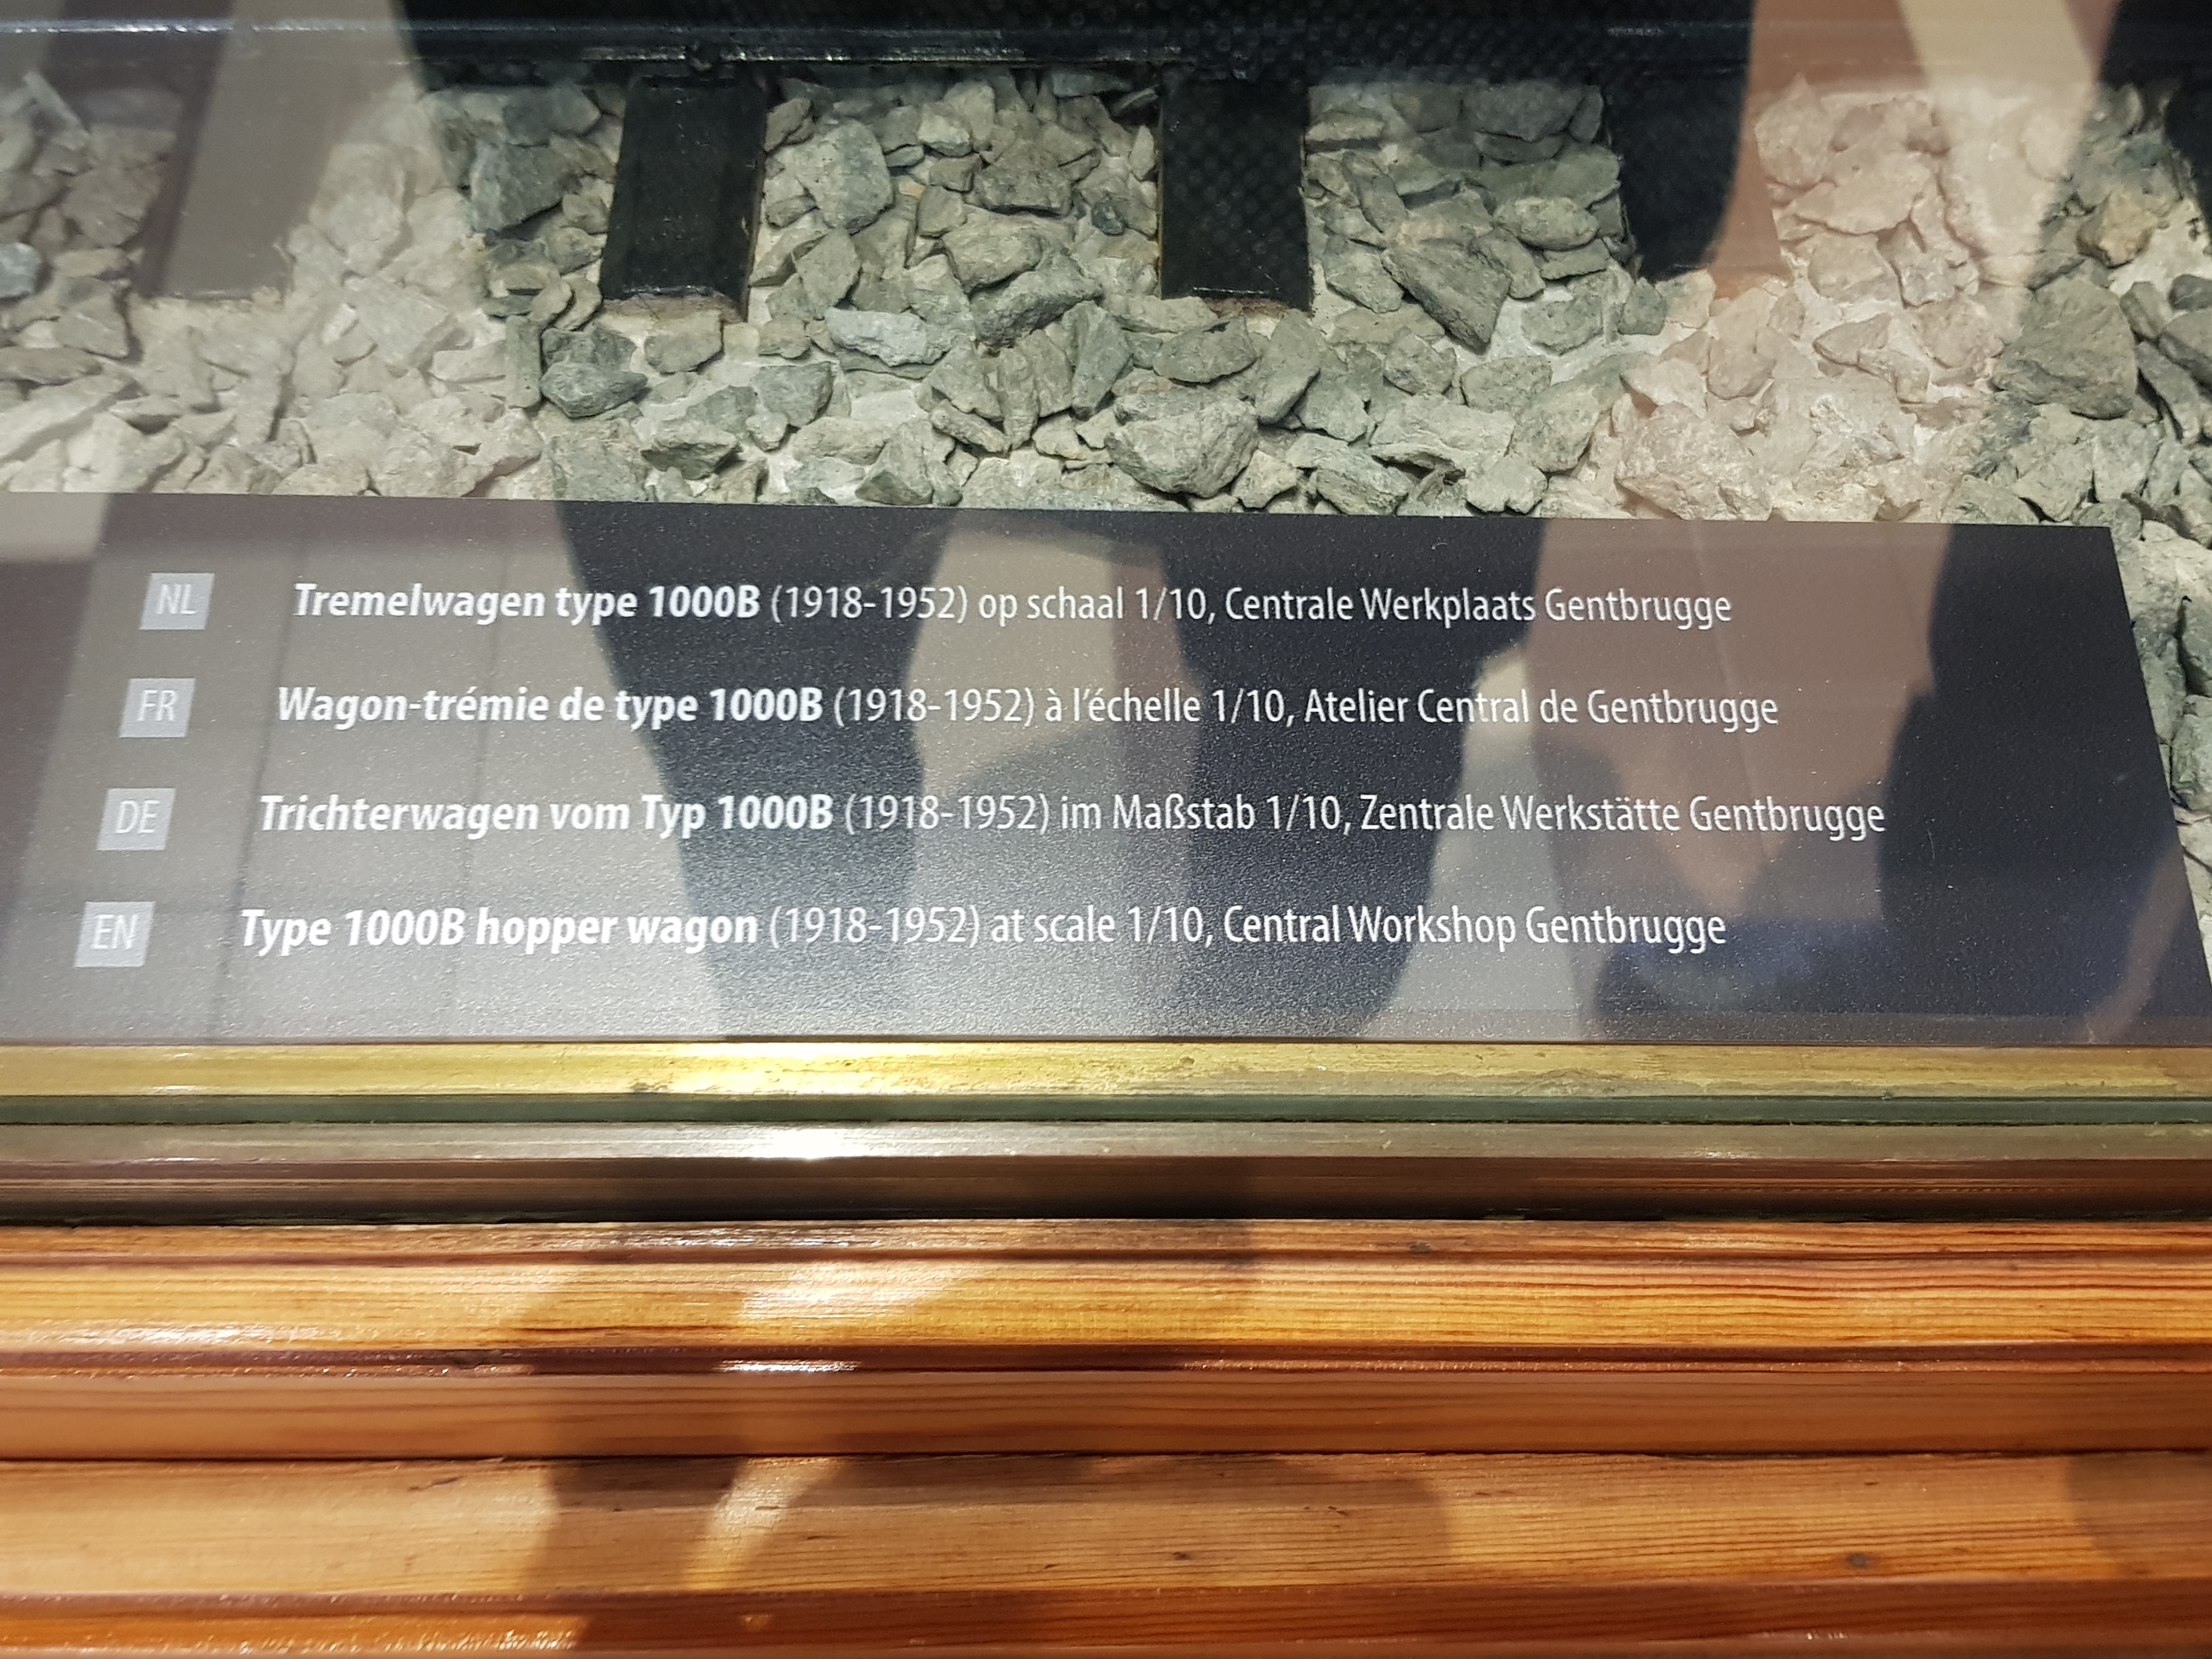 NL Tremelwagen type 1000B (1918-1952) op schaal 1/10, Centrale Werkplaats Gentbrugge
FR Wagon-trémie de type 1000B (1918-1952) à l'échelle 1/10, Atelier Central de Gentbrugge
DE Trichterwagen vom Typ 1000B (1918-1952) im Maßstab 1/10, Zentrale Werkstätte Gentbrugge
EN Type 1000B hopper wagon (1918-1952) at scale 1/10, Central Workshop Gentbrugge